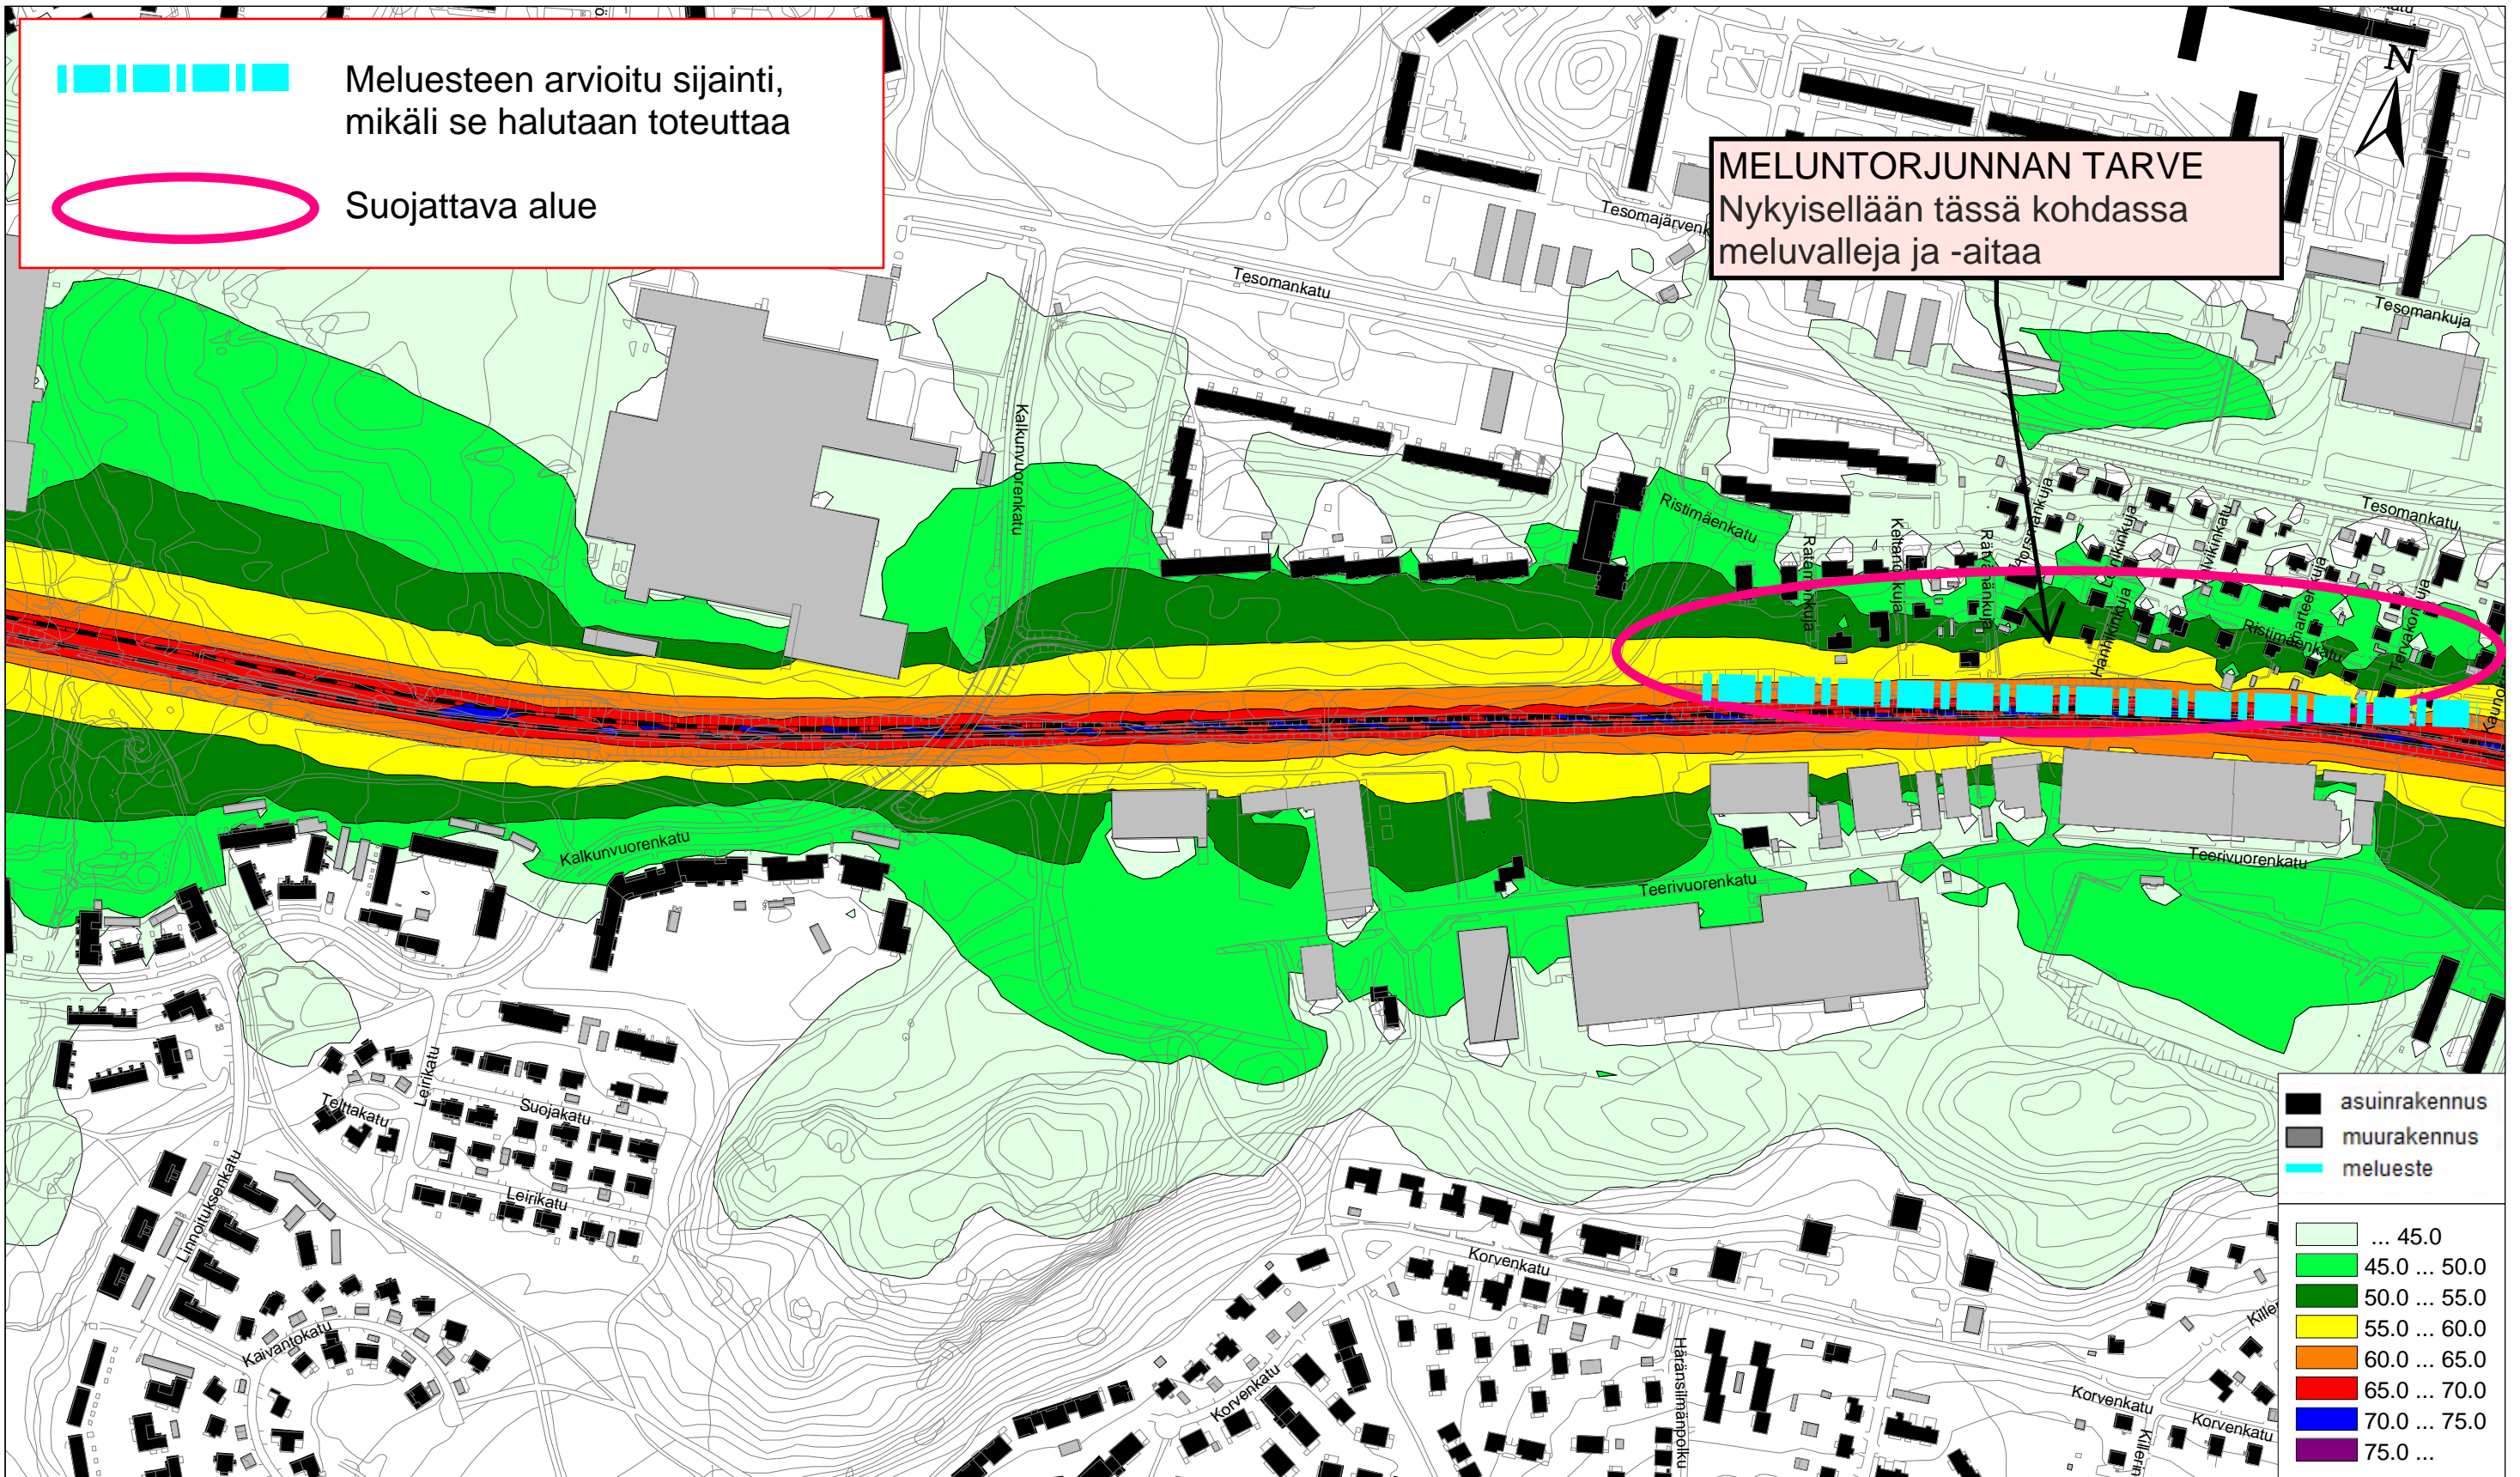 Meluesteen arvioitu sijainti,
mikäli se halutaan toteuttaa
Suojattava alue
N
MELUNTORJUNNAN TARVE
Nykyisellään tässä kohdassa
meluvalleja ja -aitaa
Tesomankatu
Tesomankuja
Kalkunvuorenkatu
Ristimäenkatu
Tesomankatu
Hanhikinkuja
Ristimäenkatu
Kalkunvuorenkatu
Teerivuorenkatu
Teerivuorenkatu
Leirikatu
Telttakatu
Suojakatu
Leirikatu
Linnoituksenkatu
Kaivantokatu
Korvenkatu
Korvenkatu
Häränsilmänpolku
Korvenkatu
Korvenkatu
asuinrakennus
muurakennus
melueste
... 45.0
45.0 ... 50.0
50.0 ... 55.0
55.0 ... 60.0
60.0 ... 65.0
65.0 ... 70.0
70.0 ... 75.0
75.0 ...